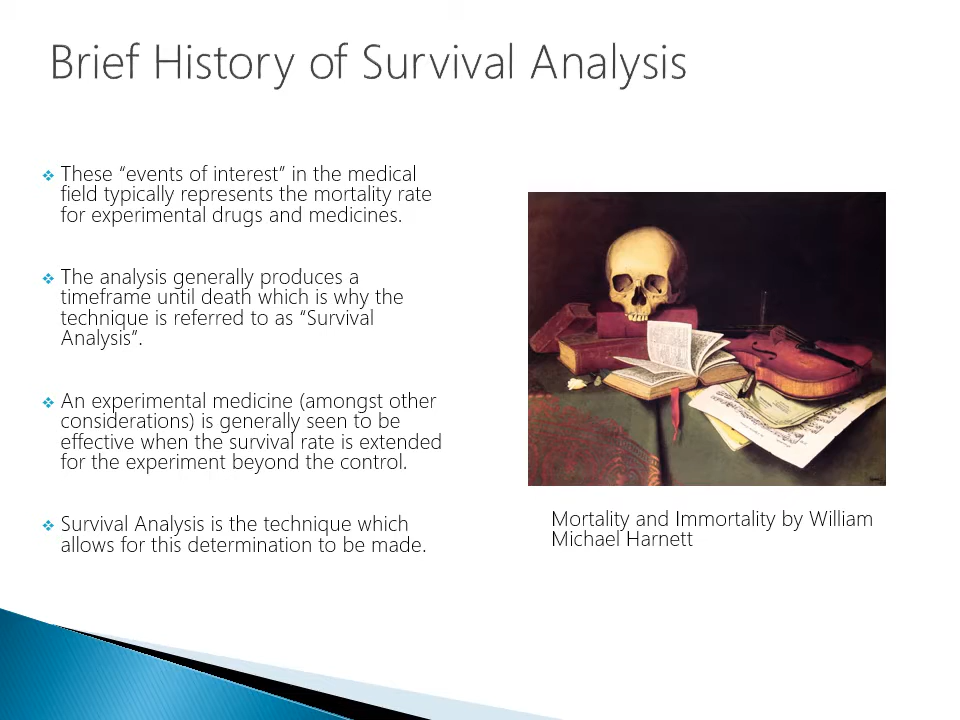 Brief History of Survival Analysis
These “events of interest” in the medical
field typically represents the mortality rate
for experimental drugs and medicines.
The analysis generally produces a
timeframe until death which is why the
technique is referred to as “Survival
Analysis”.
An experimental medicine (amongst other
considerations) is generally seen to be
effective when the survival rate is extended
for the experiment beyond the control.
Survival Analysis is the technique which
allows for this determination to be made.
Mortality and Immortality by William
Michael Harnett